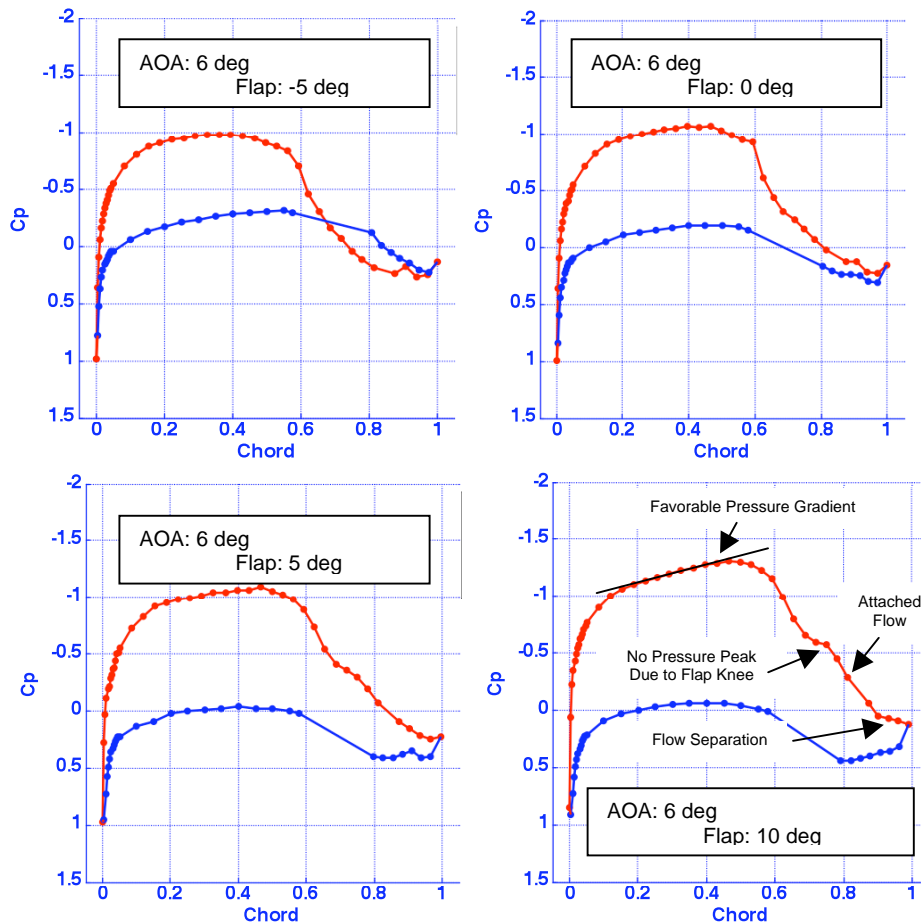 -2
-1.5
-1
-0.5
0
0.5
1
1.5
Cp
AOA: 6 deg
Flap: -5 deg
0 0.2 0.4 0.6 0.8 1
Chord
-2
-1.5
-1
-0.5
0
0.5
1
1.5
Cp
AOA: 6 deg
Flap: 0 deg
0 0.2 0.4 0.6 0.8 1
Chord
-2
-1.5
-1
-0.5
0
0.5
1
1.5
Cp
AOA: 6 deg
Flap: 5 deg
0 0.2 0.4 0.6 0.8 1
Chord
-2
-1.5
-1
-0.5
0
0.5
1
1.5
Cp
Favorable Pressure Gradient
Attached
Flow
No Pressure Peak
Due to Flap Knee
Flow Separation
AOA: 6 deg
Flap: 10 deg
0 0.2 0.4 0.6 0.8 1
Chord